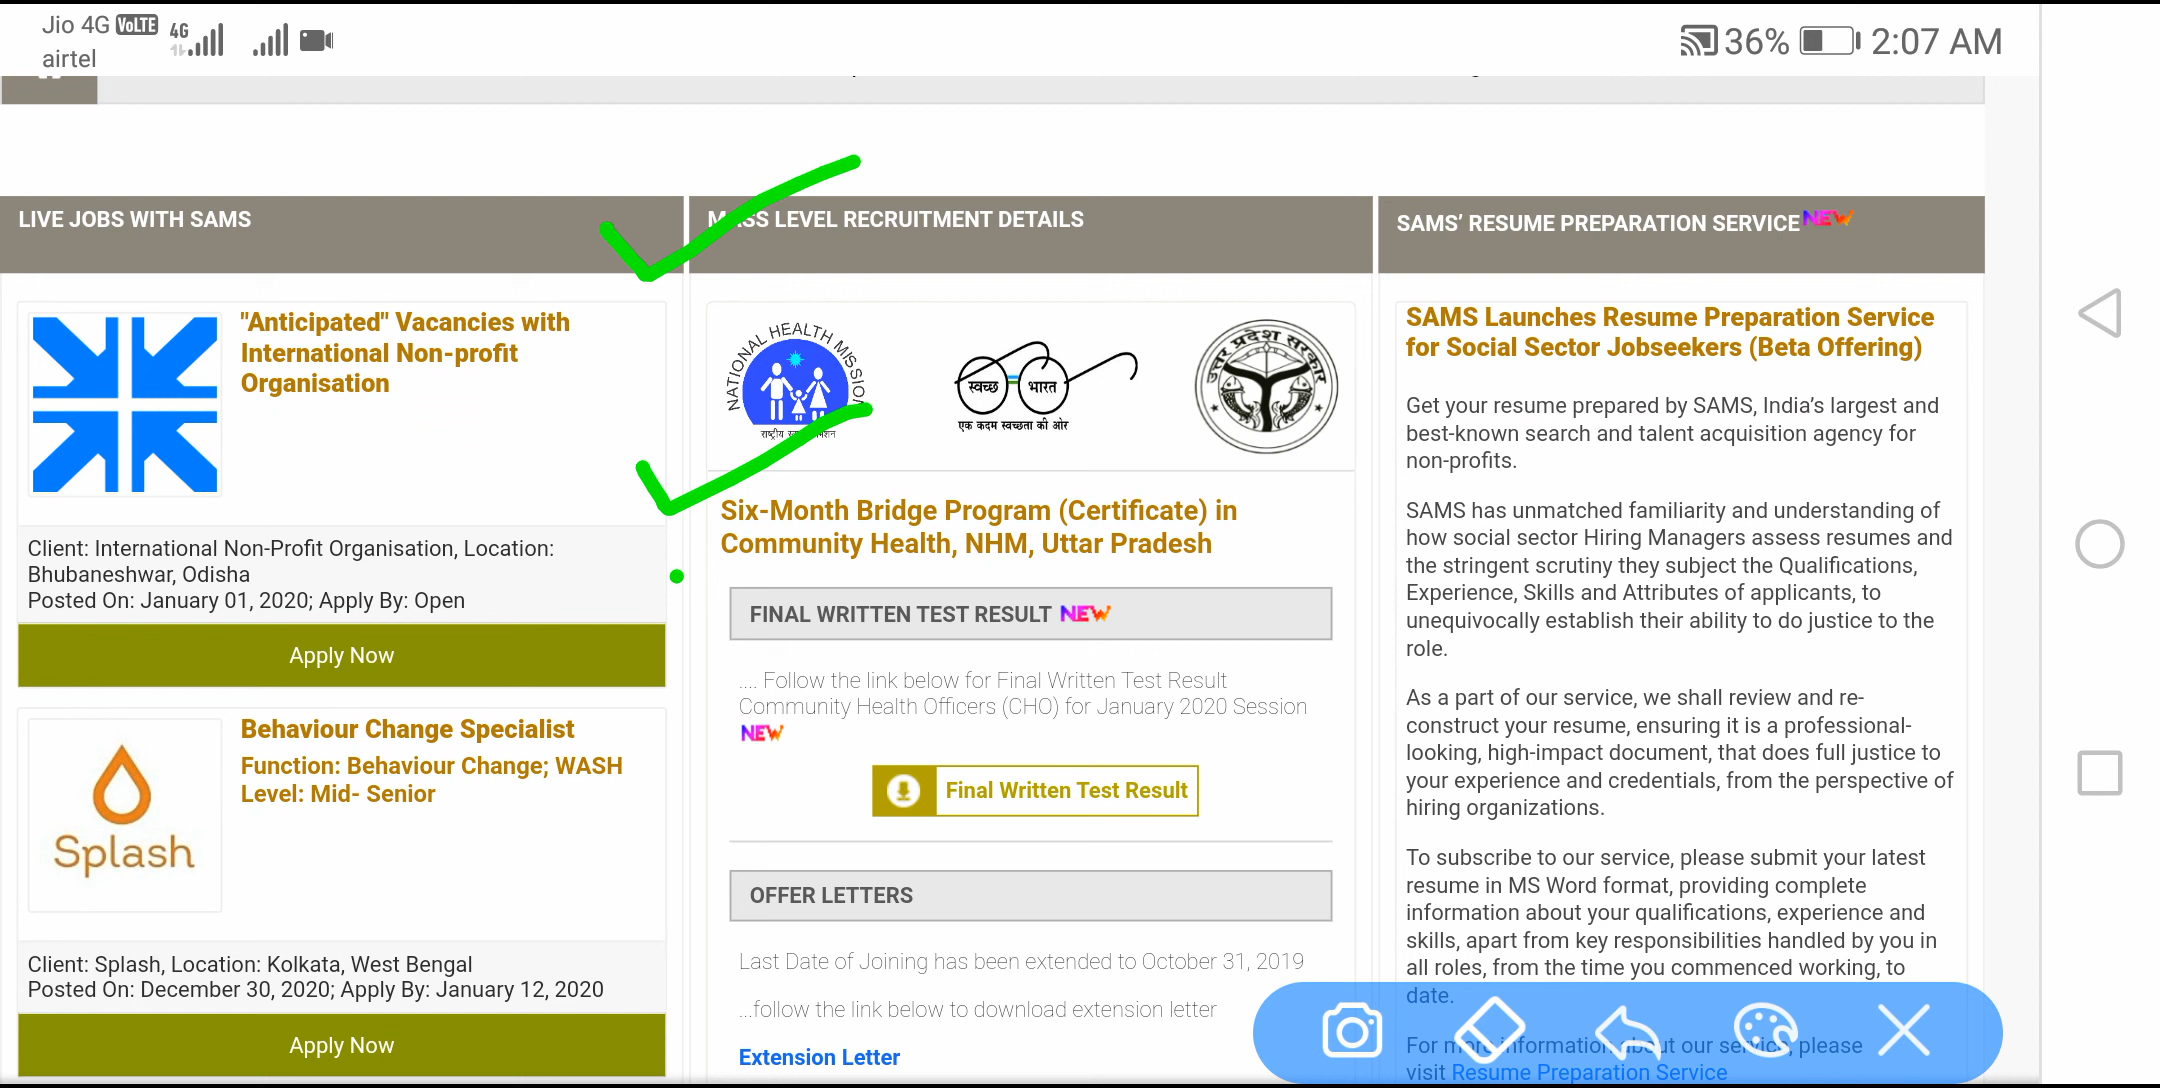 Jio 4G VoLTE
airtel
4G
36%
2:07 AM
LIVE JOBS WITH SAMS
"Anticipated" Vacancies with
International Non-profit
Organisation
Client: International Non-Profit Organisation, Location:
Bhubaneshwar, Odisha
Posted On: January 01, 2020; Apply By: Open
Apply Now
Splash
Behaviour Change Specialist
Function: Behaviour Change; WASH
Level: Mid- Senior
Client: Splash, Location: Kolkata, West Bengal
Posted On: December 30, 2020; Apply By: January 12, 2020
Apply Now
MASS LEVEL RECRUITMENT DETAILS
NATIONAL HEALTH MISSION
राष्ट्रीय
स्वच्छ भारत
एक कदम स्वच्छता की ओर
उत्तर प्रदेश सरकार
Six-Month Bridge Program (Certificate) in
Community Health, NHM, Uttar Pradesh
FINAL WRITTEN TEST RESULT NEW
.... Follow the link below for Final Written Test Result
Community Health Officers (CHO) for January 2020 Session
NEW
Final Written Test Result
OFFER LETTERS
Last Date of Joining has been extended to October 31, 2019
...follow the link below to download extension letter
Extension Letter
SAMS’ RESUME PREPARATION SERVICE NEW
SAMS Launches Resume Preparation Service
for Social Sector Jobseekers (Beta Offering)
Get your resume prepared by SAMS, India’s largest and
best-known search and talent acquisition agency for
non-profits.
SAMS has unmatched familiarity and understanding of
how social sector Hiring Managers assess resumes and
the stringent scrutiny they subject the Qualifications,
Experience, Skills and Attributes of applicants, to
unequivocally establish their ability to do justice to the
role.
As a part of our service, we shall review and re-
construct your resume, ensuring it is a professional-
looking, high-impact document, that does full justice to
your experience and credentials, from the perspective of
hiring organizations.
To subscribe to our service, please submit your latest
resume in MS Word format, providing complete
information about your qualifications, experience and
skills, apart from key responsibilities handled by you in
all roles, from the time you commenced working, to
date.
For more information about our service, please
visit Resume Preparation Service